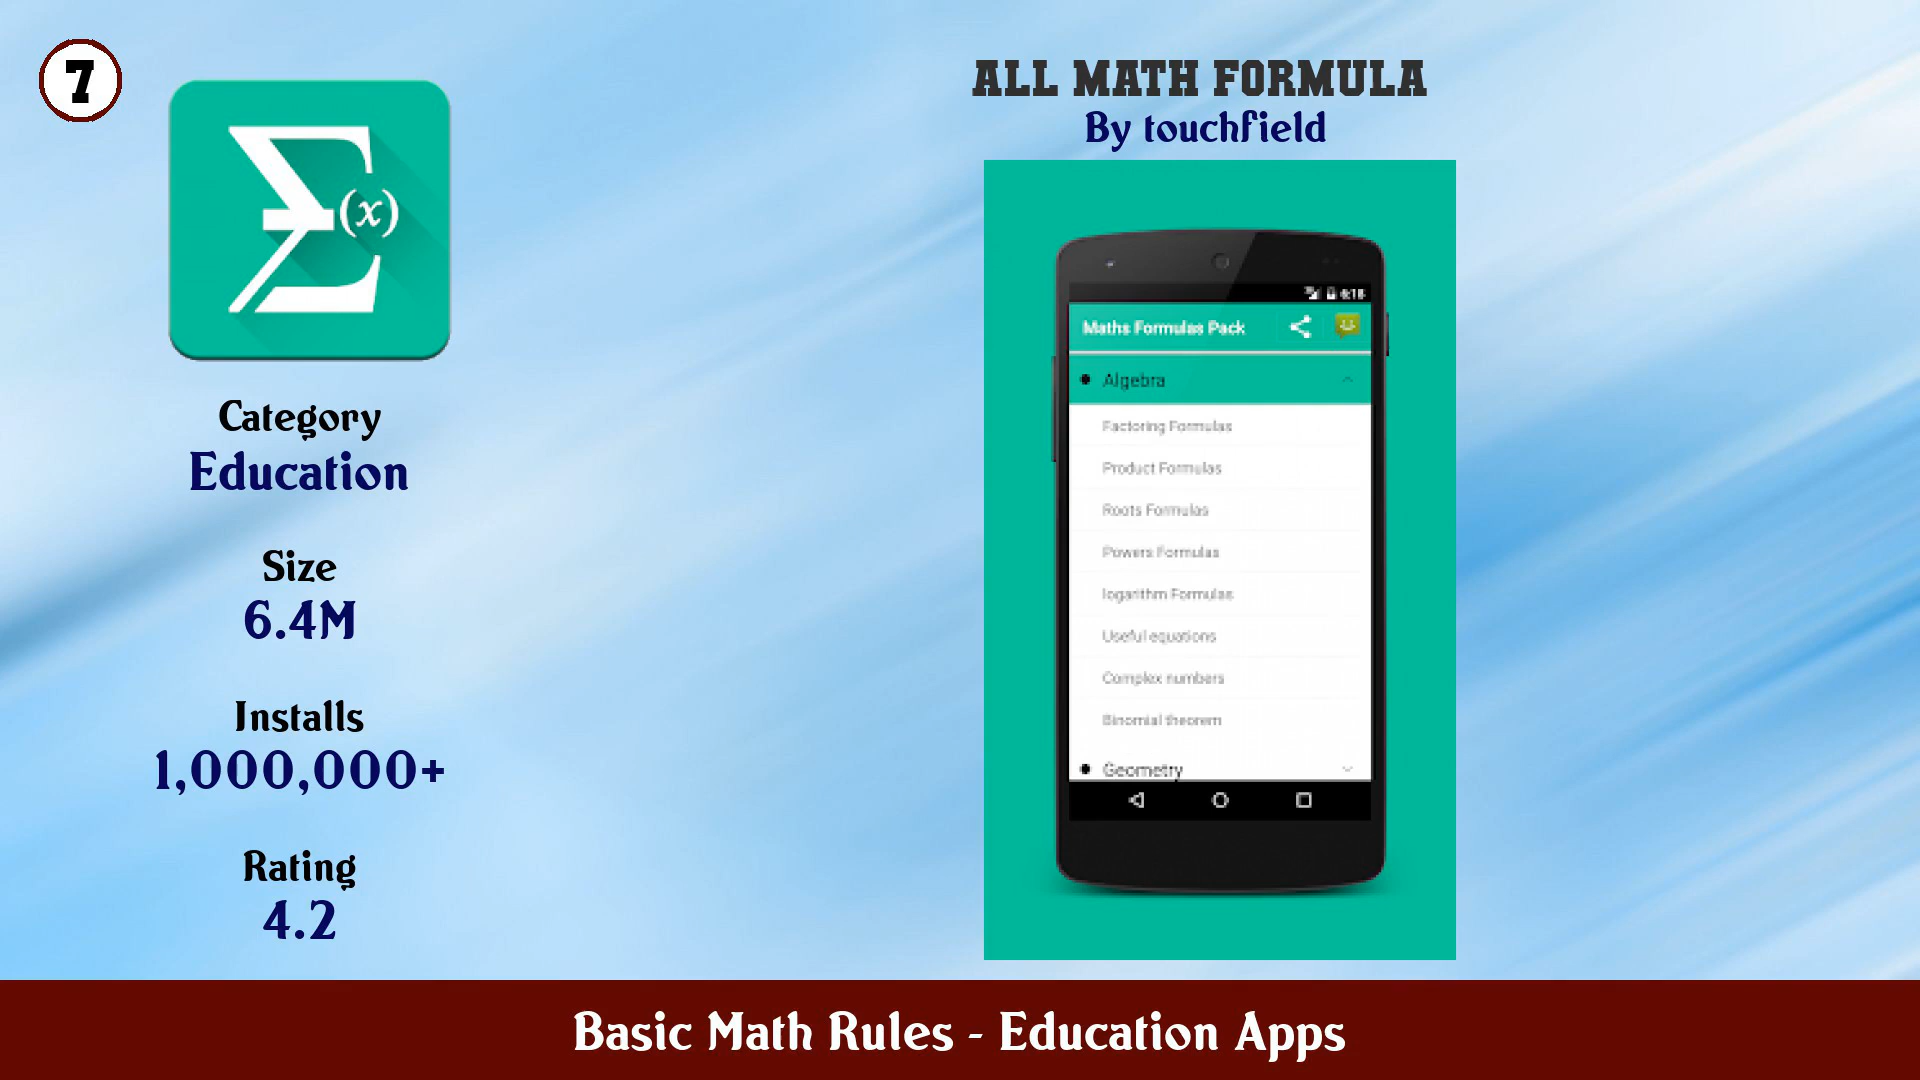 7
Σ(x)
Category
Education
Size
6.4M
Installs
1,000,000+
Rating
4.2
ALL MATH FORMULA
By touchfield
6:18
Maths Formulas Pack
Algebra
Factoring Formulas
Product Formulas
Roots Formulas
Powers Formulas
logarithm Formulas
Useful equations
Complex numbers
Binomial theorem
Geometry
Basic Math Rules - Education Apps